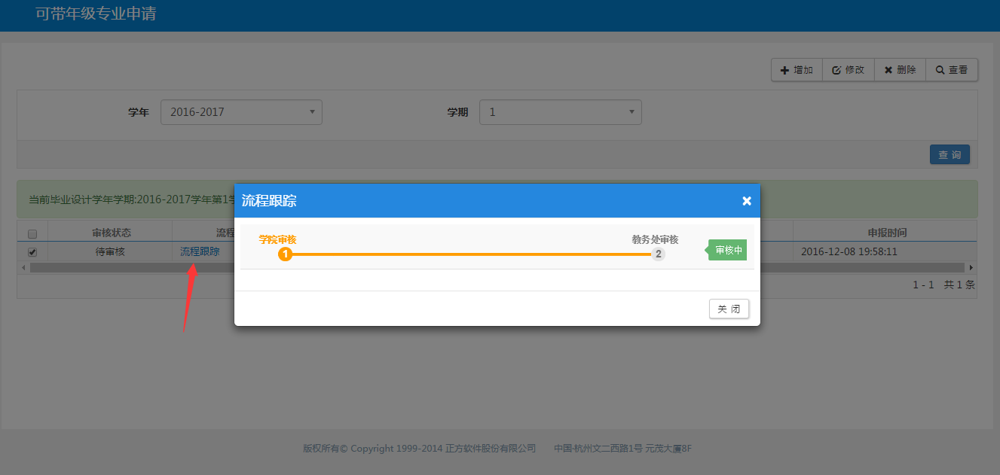 可带年级专业申请
增加 修改 删除 查看
学年 2016-2017 学期 1
查 询
当前毕业设计学年学期:2016-2017学年第1学
审核状态 流程 申报时间
待审核 流程跟踪 2016-12-08 19:58:11
1 - 1 共 1 条
流程跟踪
学院审核 教务处审核
1 2 审核中
关 闭
版权所有© Copyright 1999-2014 正方软件股份有限公司 中国·杭州文二西路1号 元茂大厦8F